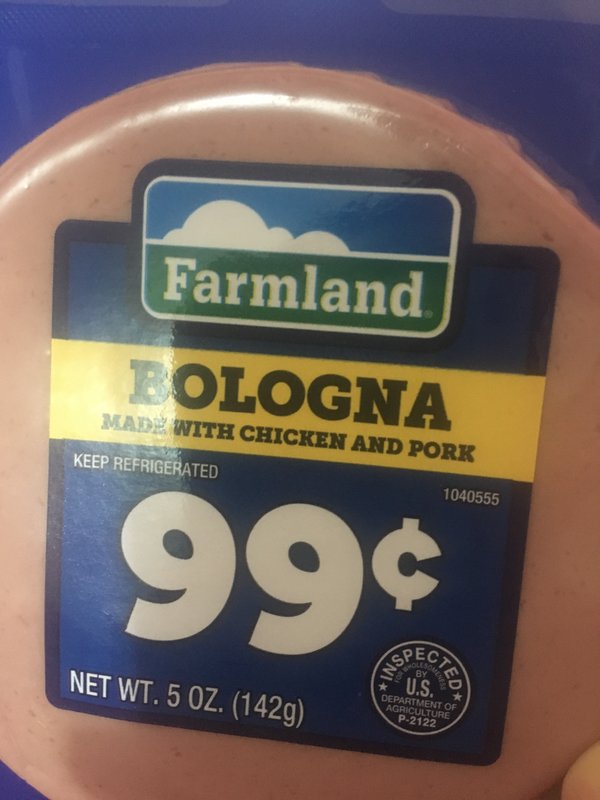 Farmland®
BOLOGNA
MADE WITH CHICKEN AND PORK
KEEP REFRIGERATED
1040555
99¢
NET WT. 5 OZ. (142g)
INSPECTED
FOR WHOLESOMENESS
BY
U.S.
DEPARTMENT OF
AGRICULTURE
P-2122